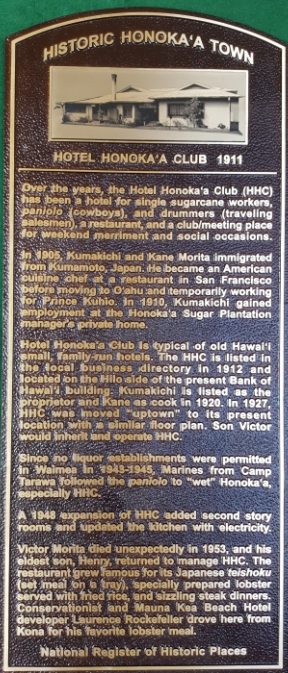 HISTORIC HONOKAʻA TOWN
HOTEL HONOKAʻA CLUB 1911
Over the years, the Hotel Honokaʻa Club (HHC)
has been a hotel for single sugarcane workers,
paniolo (cowboys), and drummers (traveling
salesmen), a restaurant, and a club/meeting place
for weekend merriment and social occasions.
In 1905, Kumakichi and Kane Morita immigrated
from Kumamoto, Japan. He became an American
cuisine chef at a restaurant in San Francisco
before moving to Oʻahu and temporarily working
for Prince Kuhio. In 1910, Kumakichi gained
employment at the Honokaʻa Sugar Plantation
manager's private home.
Hotel Honokaʻa Club is typical of old Hawaiʻi
small, family-run hotels. The HHC is listed in
the local business directory in 1912 and
located on the Hilo side of the present Bank of
Hawaiʻi building. Kumakichi is listed as the
proprietor and Kane as cook in 1920. In 1927,
HHC was moved "uptown" to its present
location with a similar floor plan. Son Victor
would inherit and operate HHC.
Since no liquor establishments were permitted
in Waimea in 1943-1945, Marines from Camp
Tarawa followed the paniolo to "wet" Honokaʻa,
especially HHC.
A 1948 expansion of HHC added second story
rooms and updated the kitchen with electricity.
Victor Morita died unexpectedly in 1953, and his
eldest son, Henry, returned to manage HHC. The
restaurant grew famous for its Japanese teishoku
(set meal on a tray), specially prepared lobster
served with fried rice, and sizzling steak dinners.
Conservationist and Mauna Kea Beach Hotel
developer Laurence Rockefeller drove here from
Kona for his favorite lobster meal.
National Register of Historic Places